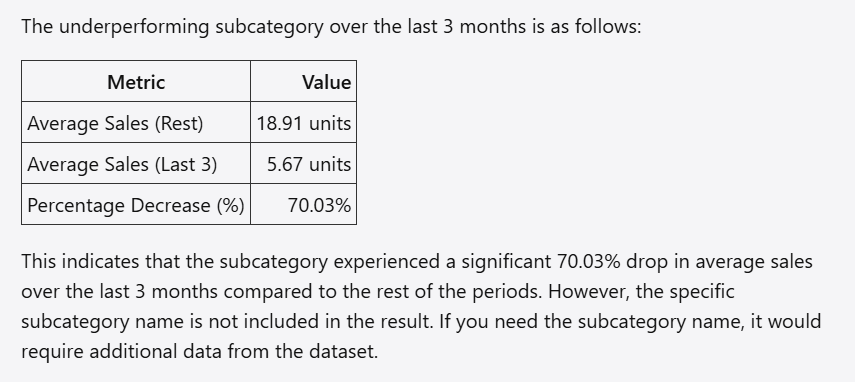 The underperforming subcategory over the last 3 months is as follows:
Metric Value
Average Sales (Rest) 18.91 units
Average Sales (Last 3) 5.67 units
Percentage Decrease (%) 70.03%
This indicates that the subcategory experienced a significant 70.03% drop in average sales
over the last 3 months compared to the rest of the periods. However, the specific
subcategory name is not included in the result. If you need the subcategory name, it would
require additional data from the dataset.